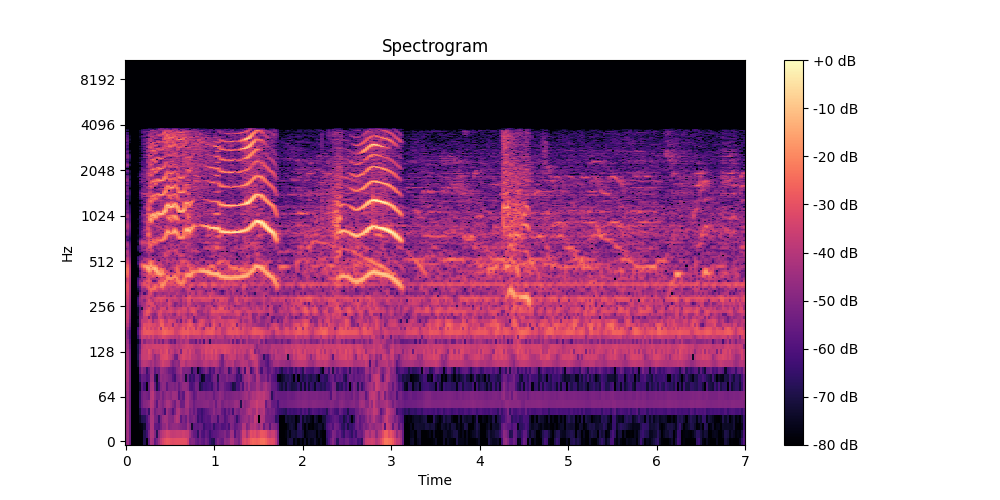 Spectrogram
Hz
8192
4096
2048
1024
512
256
128
64
0
0 1 2 3 4 5 6 7
Time
+0 dB
-10 dB
-20 dB
-30 dB
-40 dB
-50 dB
-60 dB
-70 dB
-80 dB